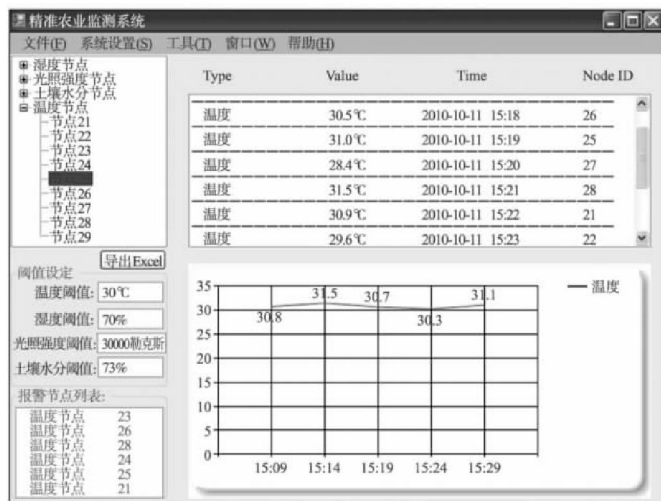 精准农业监测系统
文件(F) 系统设置(S) 工具(T) 窗口(W) 帮助(H)
湿度节点
光照强度节点
土壤水分节点
温度节点
节点21
节点22
节点23
节点24
节点26
节点27
节点28
节点29
导出Excel
Type Value Time Node ID
温度 30.5℃ 2010-10-11 15:18 26
温度 31.0℃ 2010-10-11 15:19 25
温度 28.4℃ 2010-10-11 15:20 27
温度 31.5℃ 2010-10-11 15:21 28
温度 30.9℃ 2010-10-11 15:22 21
温度 29.6℃ 2010-10-11 15:23 22
阈值设定
温度阈值: 30℃
湿度阈值: 70%
光照强度阈值: 30000勒克斯
土壤水分阈值: 73%
报警节点列表:
温度节点 23
温度节点 26
温度节点 28
温度节点 24
温度节点 25
温度节点 21
35
30
25
20
15
10
5
0
30.8 31.5 30.7 30.3 31.1
15:09 15:14 15:19 15:24 15:29
温度